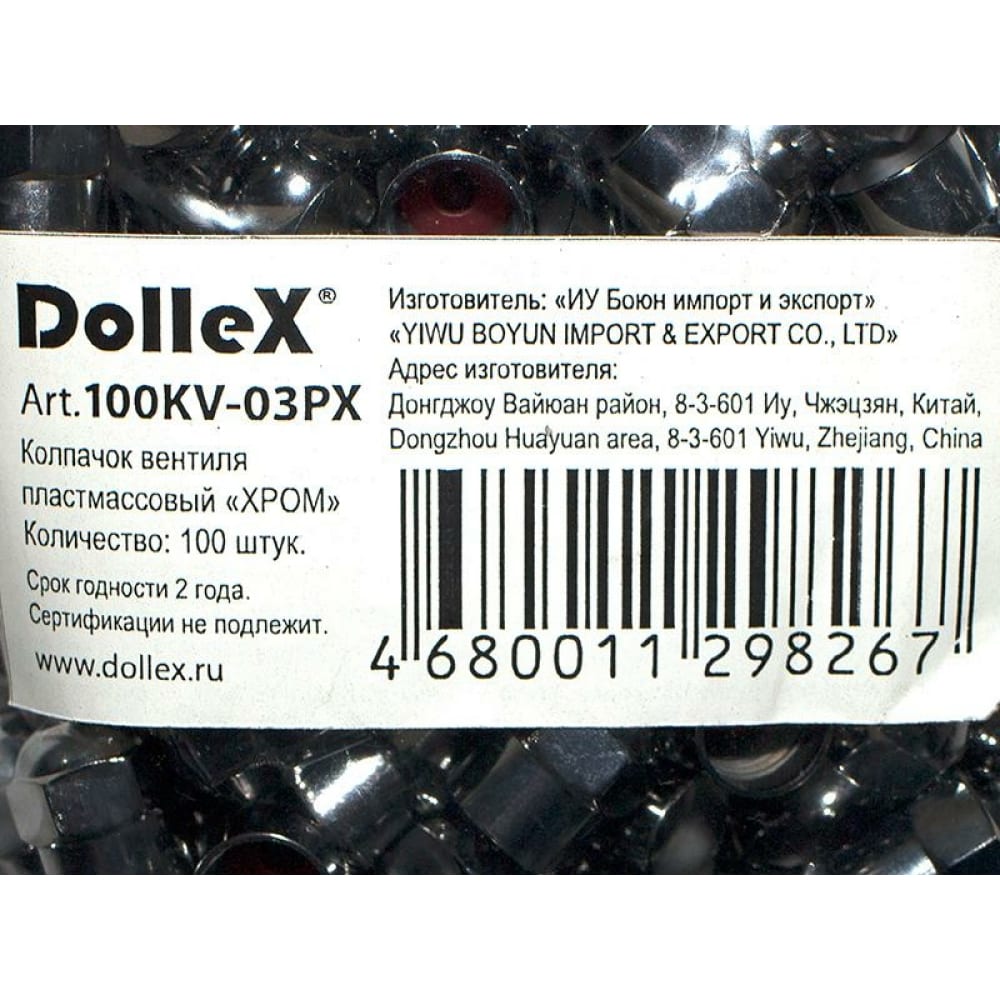 DolleX®
Art.100KV-03PX
Колпачок вентиля
пластмассовый «ХРОМ»
Количество: 100 штук.
Срок годности 2 года.
Сертификации не подлежит.
www.dollex.ru
Изготовитель: «ИУ Боюн импорт и экспорт»
«YIWU BOYUN IMPORT & EXPORT CO., LTD»
Адрес изготовителя:
Донгджоу Вайюан район, 8-3-601 Иу, Чжэцзян, Китай,
Dongzhou Huayuan area, 8-3-601 Yiwu, Zhejiang, China
4 680011 298267